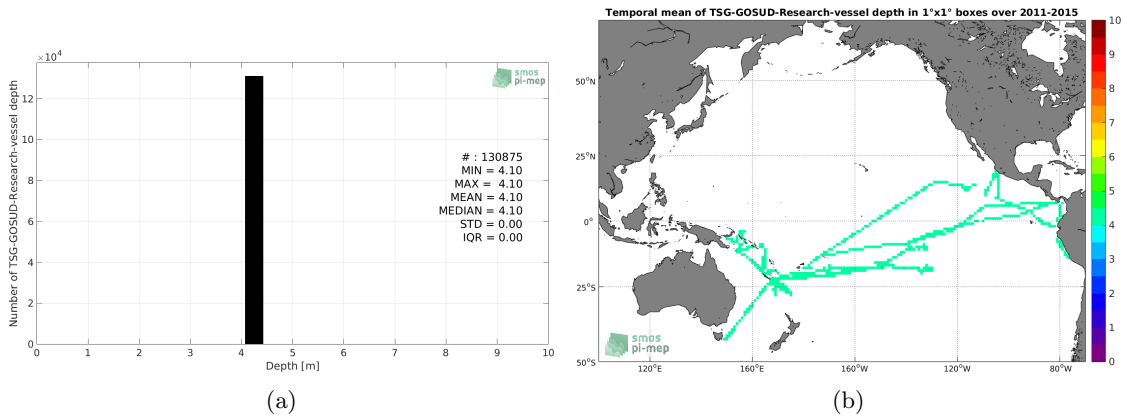 ×10⁴
12
10
8
6
4
2
0
Number of TSG-GOSUD-Research-vessel depth
smos
pi-mep
# : 130875
MIN = 4.10
MAX = 4.10
MEAN = 4.10
MEDIAN = 4.10
STD = 0.00
IQR = 0.00
0 1 2 3 4 5 6 7 8 9 10
Depth [m]
(a)
Temporal mean of TSG-GOSUD-Research-vessel depth in 1°x1° boxes over 2011-2015
50°N
25°N
0°
25°S
50°S
120°E 160°E 160°W 120°W 80°W
smos
pi-mep
10
9
8
7
6
5
4
3
2
1
0
(b)